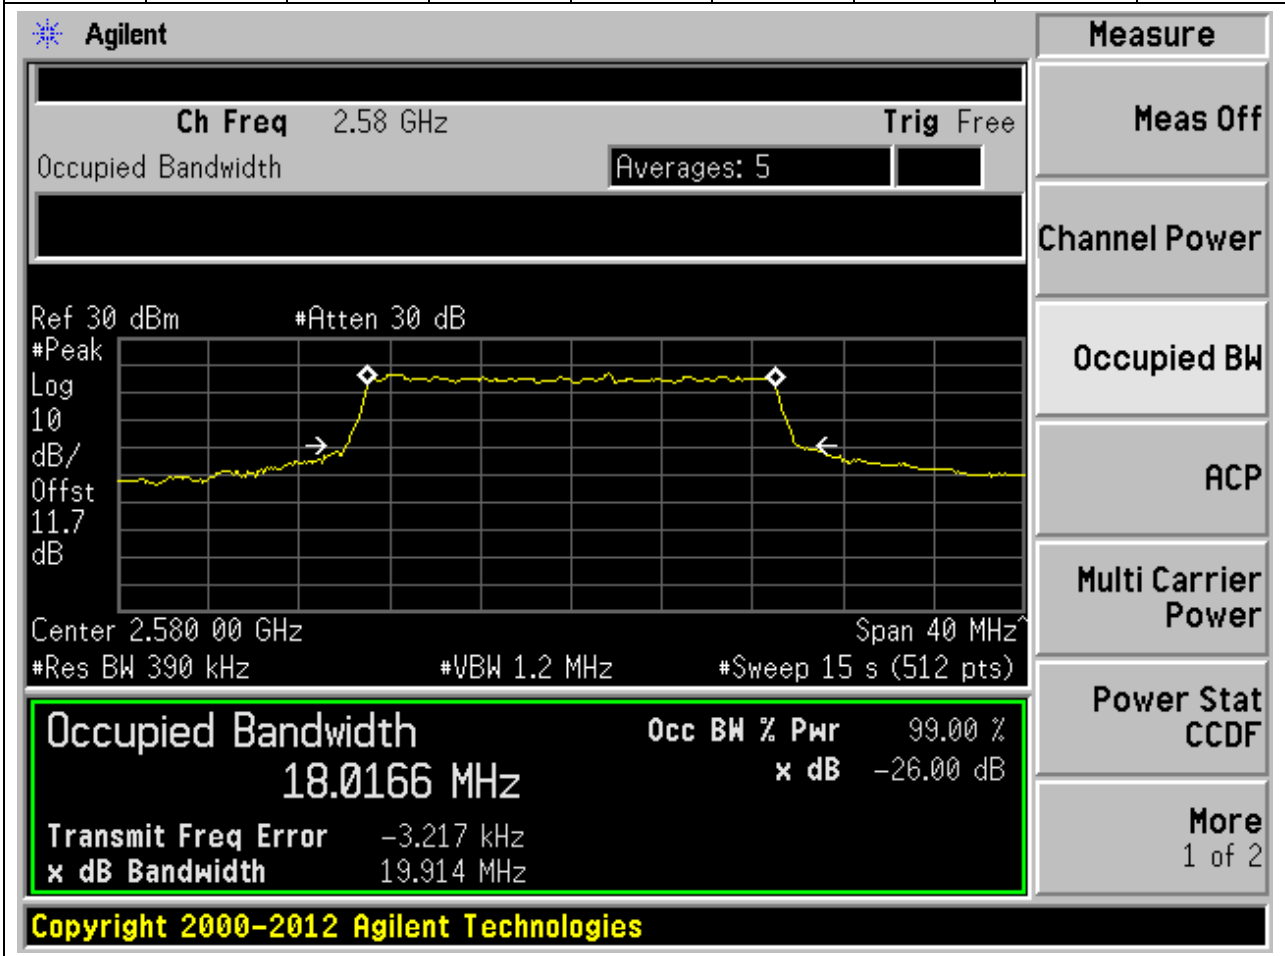 Agilent
Measure
Ch Freq 2.58 GHz Trig Free
Occupied Bandwidth Averages: 5
Meas Off
Channel Power
Occupied BW
ACP
Multi Carrier
Power
Power Stat
CCDF
More
1 of 2
Ref 30 dBm #Atten 30 dB
#Peak
Log
10
dB/
Offst
11.7
dB
Center 2.580 00 GHz Span 40 MHz^
#Res BW 390 kHz #VBW 1.2 MHz #Sweep 15 s (512 pts)
Occupied Bandwidth Occ BW % Pwr 99.00 %
18.0166 MHz x dB -26.00 dB
Transmit Freq Error -3.217 kHz
x dB Bandwidth 19.914 MHz
Copyright 2000-2012 Agilent Technologies